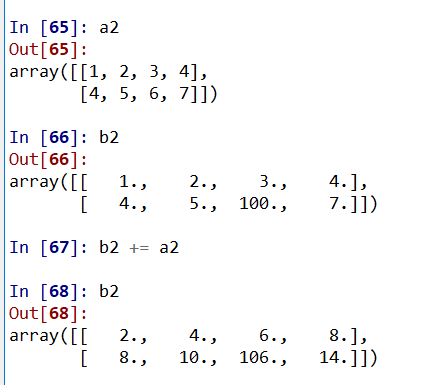 In [65]: a2
Out[65]:
array([[1, 2, 3, 4],
       [4, 5, 6, 7]])
In [66]: b2
Out[66]:
array([[   1.,    2.,    3.,    4.],
       [   4.,    5.,  100.,    7.]])
In [67]: b2 += a2
In [68]: b2
Out[68]:
array([[   2.,    4.,    6.,    8.],
       [   8.,   10.,  106.,   14.]])